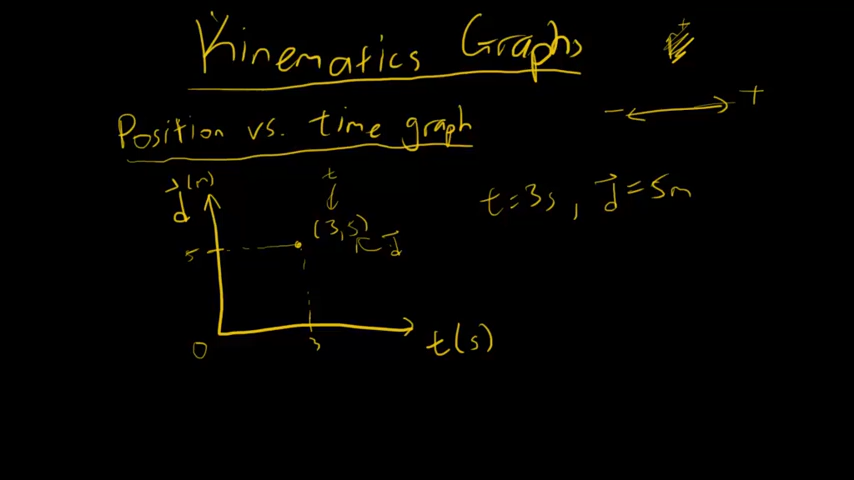 Kinematics Graphs
+
- +
Position vs. time graph
d⃗ (m)
t
t=3s, d⃗=5m
(3,5)
d⃗
5
0
3
t(s)